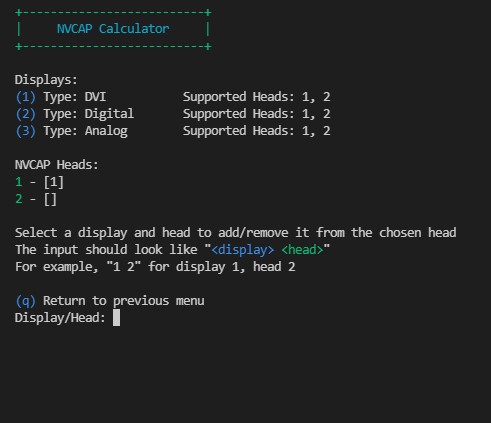 +--------------------------+
|     NVCAP Calculator     |
+--------------------------+
Displays:
(1) Type: DVI           Supported Heads: 1, 2
(2) Type: Digital       Supported Heads: 1, 2
(3) Type: Analog        Supported Heads: 1, 2
NVCAP Heads:
1 - [1]
2 - []
Select a display and head to add/remove it from the chosen head
The input should look like "<display> <head>"
For example, "1 2" for display 1, head 2
(q) Return to previous menu
Display/Head: